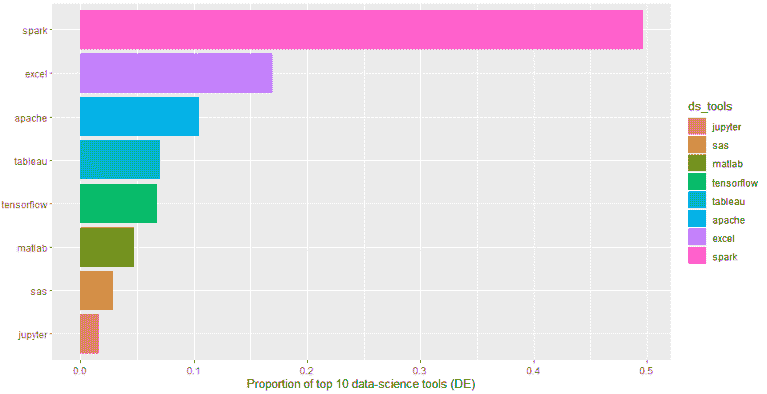 spark
excel
apache
tableau
tensorflow
matlab
sas
jupyter
0.0 0.1 0.2 0.3 0.4 0.5
Proportion of top 10 data-science tools (DE)
ds_tools
jupyter
sas
matlab
tensorflow
tableau
apache
excel
spark